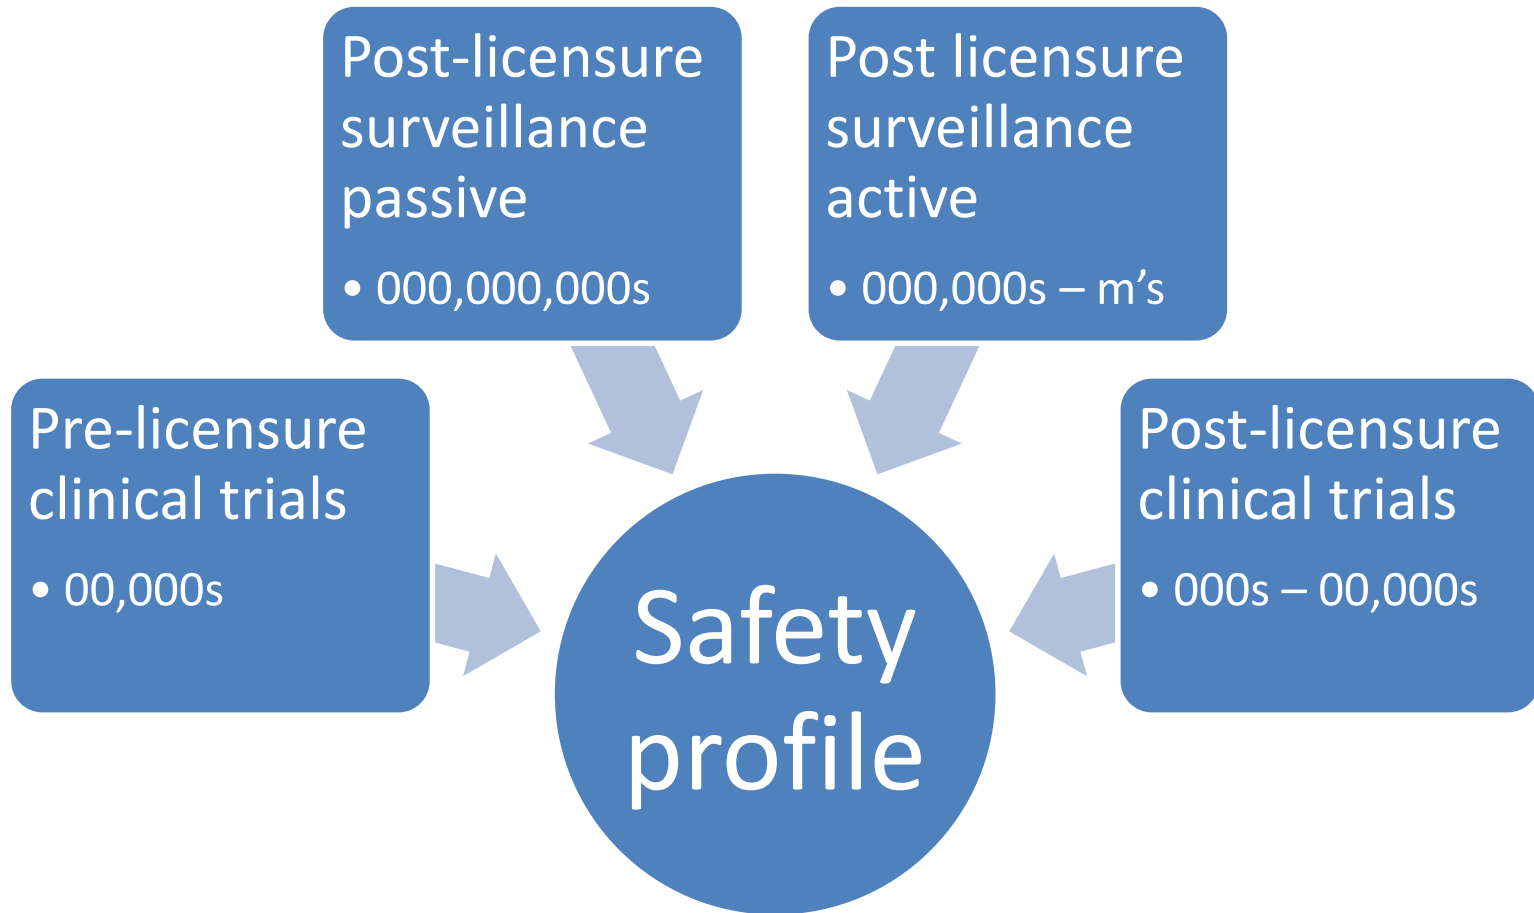 Post-licensure
surveillance
passive
• 000,000,000s
Post licensure
surveillance
active
• 000,000s – m’s
Pre-licensure
clinical trials
• 00,000s
Post-licensure
clinical trials
• 000s – 00,000s
Safety
profile